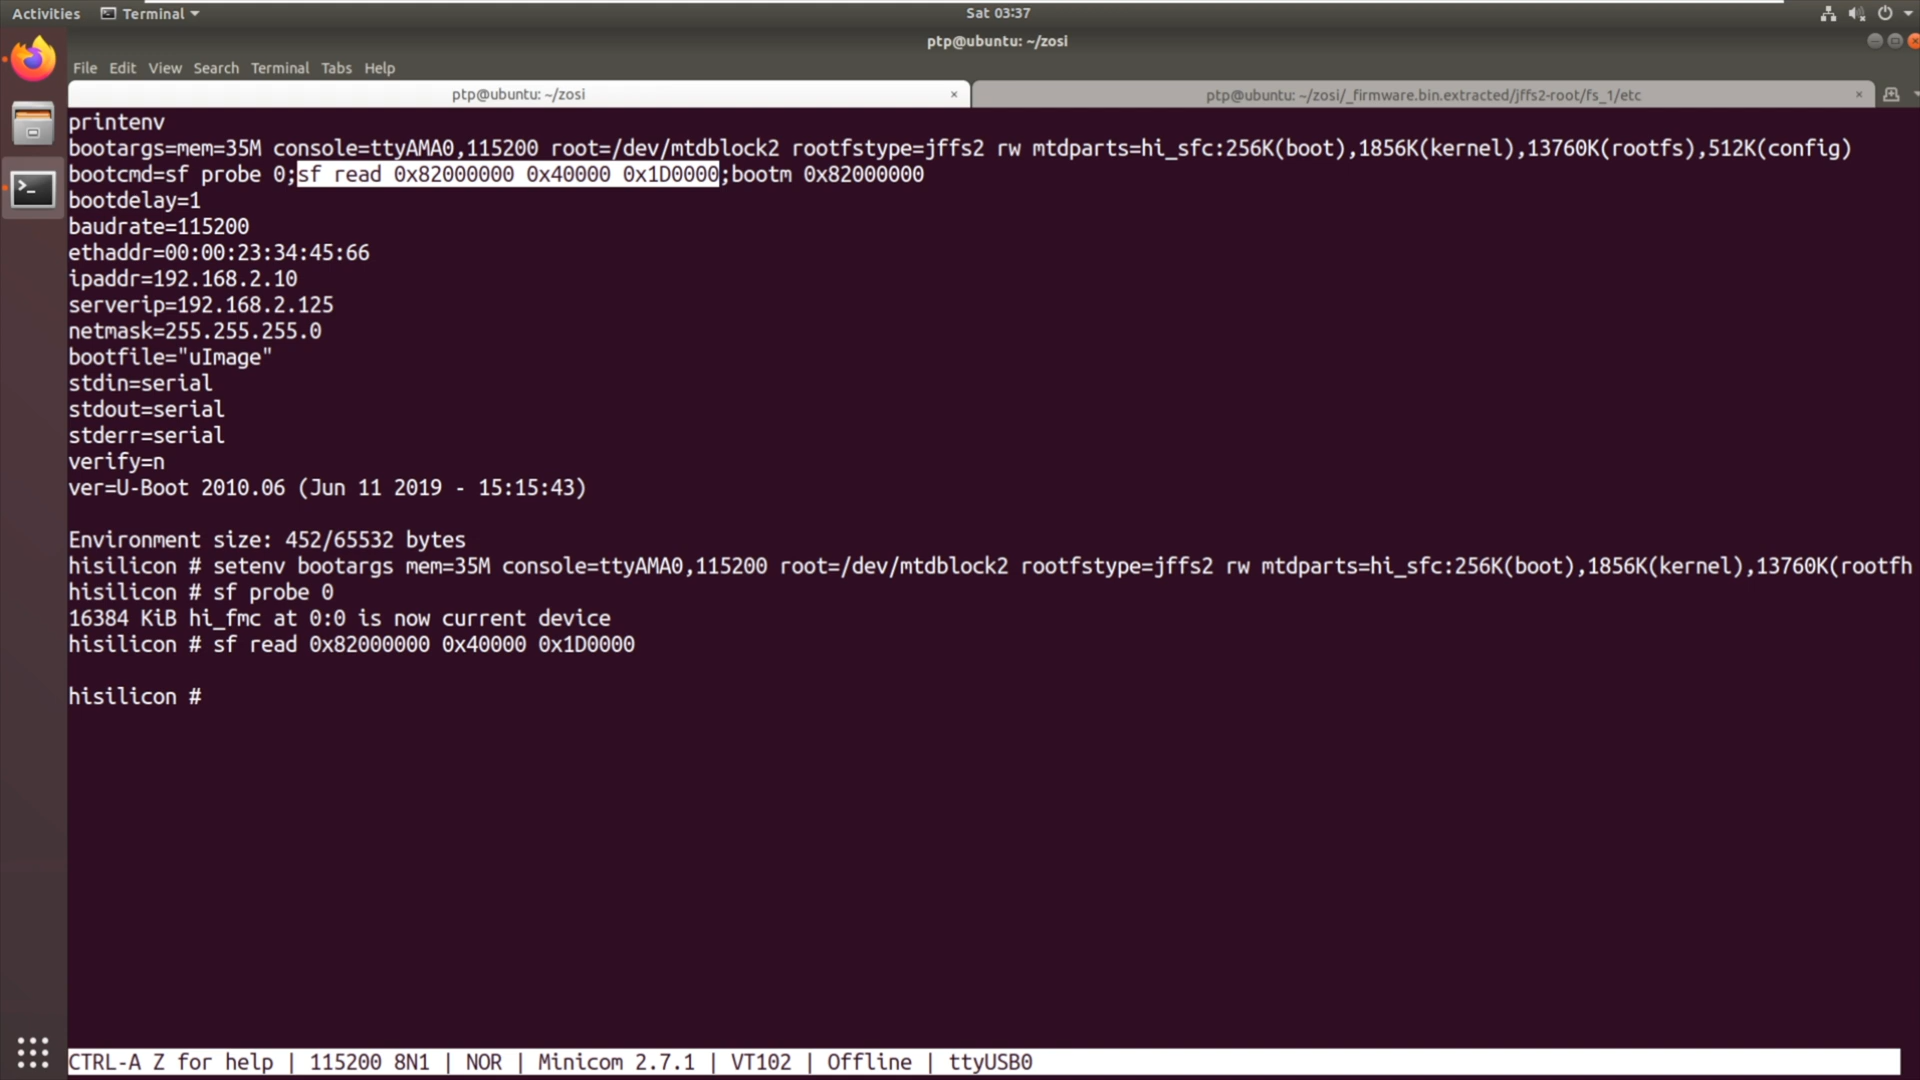 Activities Terminal Sat 03:37
ptp@ubuntu: ~/zosi
File Edit View Search Terminal Tabs Help
ptp@ubuntu: ~/zosi × ptp@ubuntu: ~/zosi/_firmware.bin.extracted/jffs2-root/fs_1/etc ×
printenv
bootargs=mem=35M console=ttyAMA0,115200 root=/dev/mtdblock2 rootfstype=jffs2 rw mtdparts=hi_sfc:256K(boot),1856K(kernel),13760K(rootfs),512K(config)
bootcmd=sf probe 0;sf read 0x82000000 0x40000 0x1D0000;bootm 0x82000000
bootdelay=1
baudrate=115200
ethaddr=00:00:23:34:45:66
ipaddr=192.168.2.10
serverip=192.168.2.125
netmask=255.255.255.0
bootfile="uImage"
stdin=serial
stdout=serial
stderr=serial
verify=n
ver=U-Boot 2010.06 (Jun 11 2019 - 15:15:43)
Environment size: 452/65532 bytes
hisilicon # setenv bootargs mem=35M console=ttyAMA0,115200 root=/dev/mtdblock2 rootfstype=jffs2 rw mtdparts=hi_sfc:256K(boot),1856K(kernel),13760K(rootfh
hisilicon # sf probe 0
16384 KiB hi_fmc at 0:0 is now current device
hisilicon # sf read 0x82000000 0x40000 0x1D0000
hisilicon #
CTRL-A Z for help | 115200 8N1 | NOR | Minicom 2.7.1 | VT102 | Offline | ttyUSB0